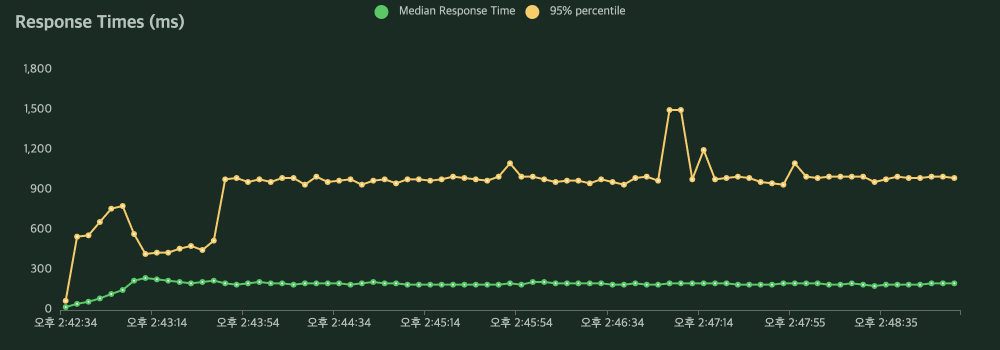 Response Times (ms)
Median Response Time
95% percentile
1,800
1,500
1,200
900
600
300
0
오후 2:42:34
오후 2:43:14
오후 2:43:54
오후 2:44:34
오후 2:45:14
오후 2:45:54
오후 2:46:34
오후 2:47:14
오후 2:47:55
오후 2:48:35